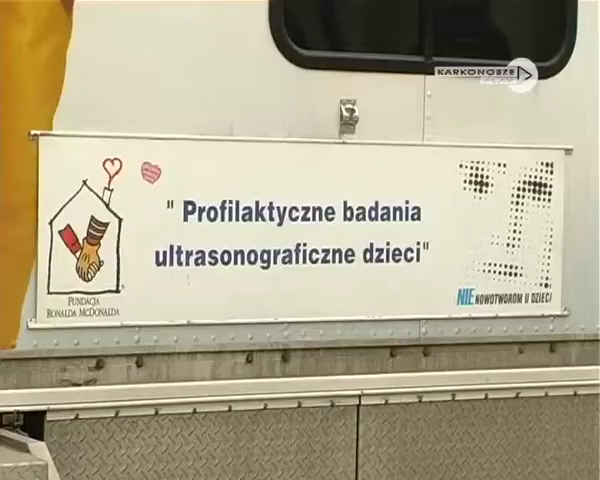 KARKONOSZE
" Profilaktyczne badania
ultrasonograficzne dzieci"
FUNDACJA
RONALDA MCDONALDA
NIE NOWOTWOROM U DZIECI